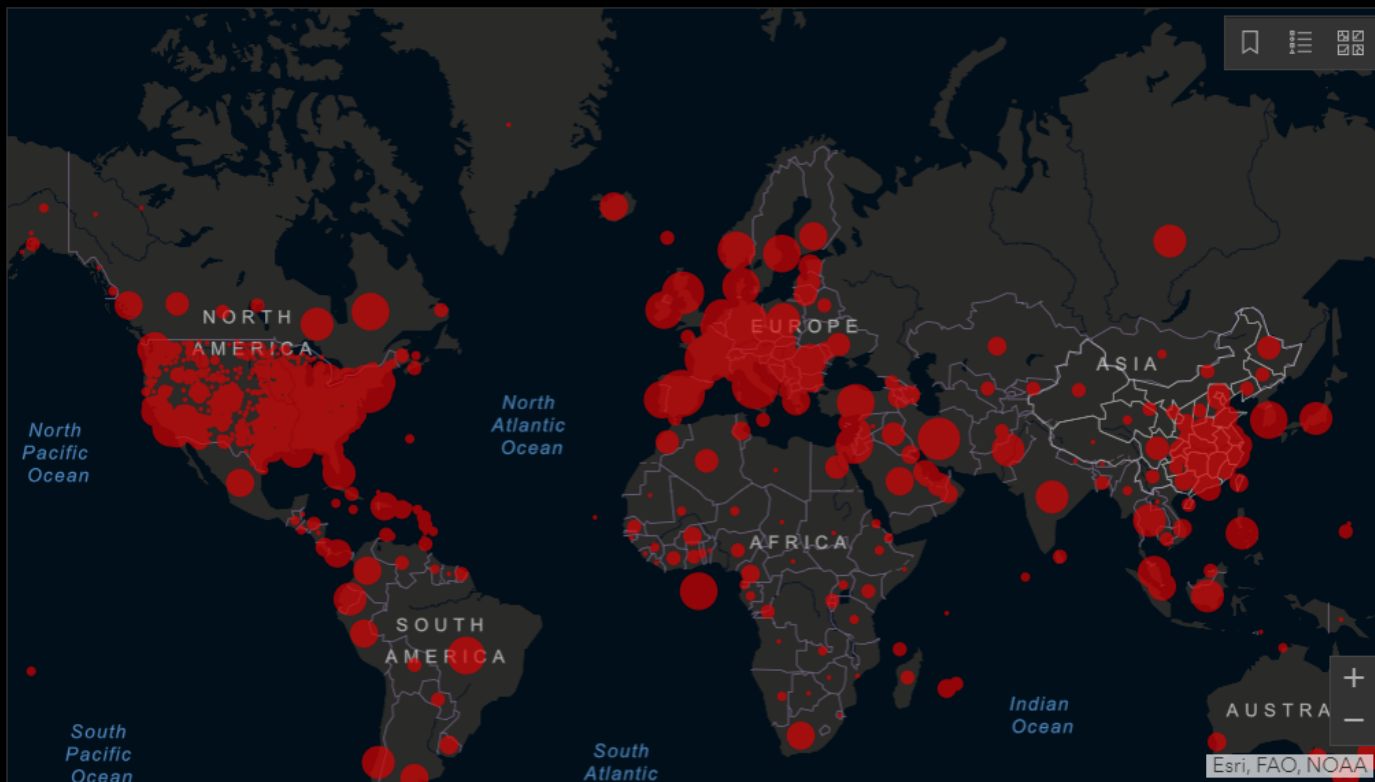 NORTH
AMERICA
EUROPE
ASIA
North
Atlantic
Ocean
North
Pacific
Ocean
AFRICA
SOUTH
AMERICA
Indian
Ocean
AUSTRA
South
Pacific
Ocean
South
Atlantic
+
−
Esri, FAO, NOAA